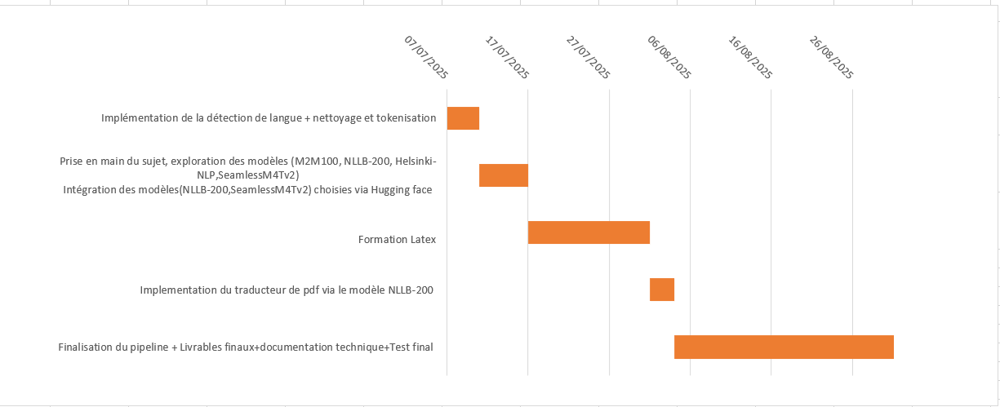 07/07/2025
17/07/2025
27/07/2025
06/08/2025
16/08/2025
26/08/2025
Implémentation de la détection de langue + nettoyage et tokenisation
Prise en main du sujet, exploration des modèles (M2M100, NLLB-200, Helsinki-
NLP,SeamlessM4Tv2)
Intégration des modèles(NLLB-200,SeamlessM4Tv2) choisies via Hugging face
Formation Latex
Implementation du traducteur de pdf via le modèle NLLB-200
Finalisation du pipeline + Livrables finaux+documentation technique+Test final